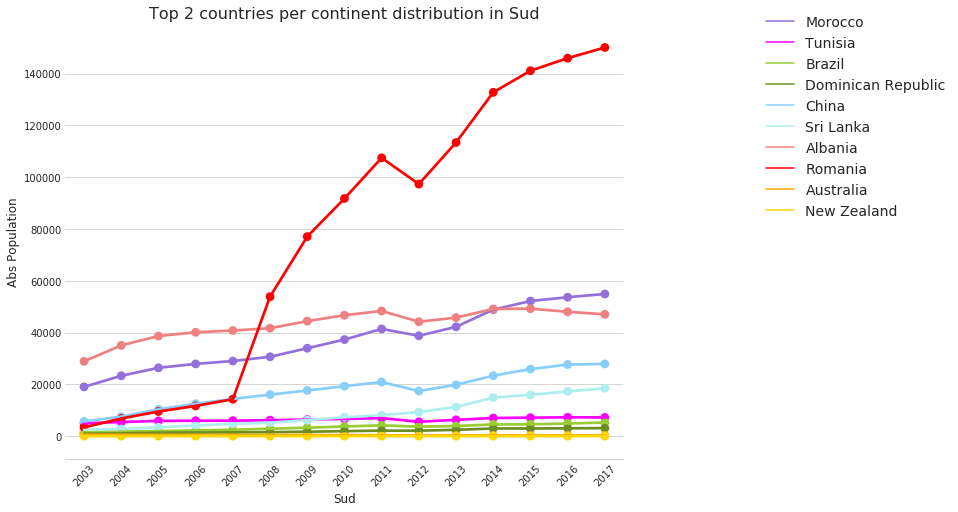 Top 2 countries per continent distribution in Sud
Morocco
Tunisia
Brazil
Dominican Republic
China
Sri Lanka
Albania
Romania
Australia
New Zealand
Abs Population
140000
120000
100000
80000
60000
40000
20000
0
2003
2004
2005
2006
2007
2008
2009
2010
2011
2012
2013
2014
2015
2016
2017
Sud